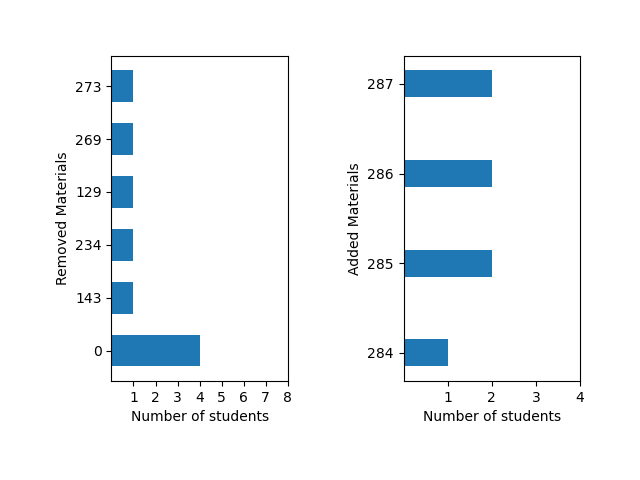 Removed Materials
273
269
129
234
143
0
1 2 3 4 5 6 7 8
Number of students
Added Materials
287
286
285
284
1 2 3 4
Number of students